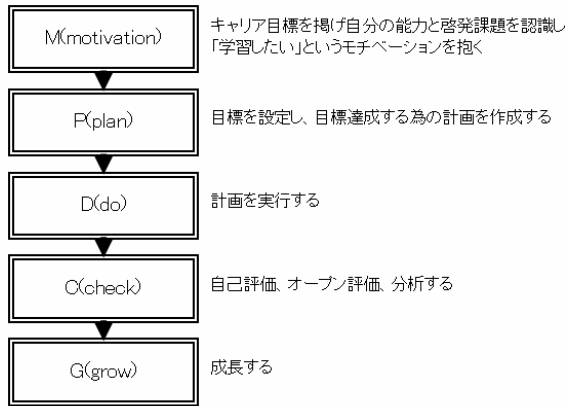 M(motivation)
キャリア目標を掲げ自分の能力と啓発課題を認識し
「学習したい」というモチベーションを抱く
P(plan)
目標を設定し、目標達成する為の計画を作成する
D(do)
計画を実行する
C(check)
自己評価、オープン評価、分析する
G(grow)
成長する